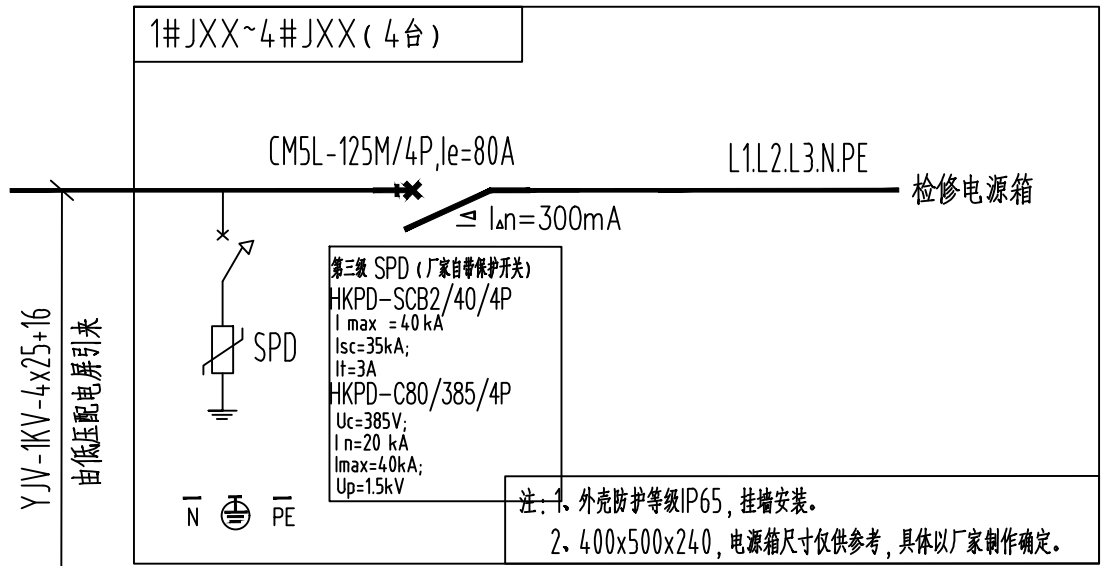 1#JXX~4#JXX(4台)
CM5L-125M/4P,Ie=80A
L1.L2.L3.N.PE
检修电源箱
I△n=300mA
第三级 SPD(厂家自带保护开关)
HKPD-SCB2/40/4P
I max =40kA
Isc=35kA;
It=3A
HKPD-C80/385/4P
Uc=385V;
I n=20 kA
Imax=40kA;
Up=1.5kV
SPD
YJV-1KV-4x25+16
由低压配电屏引来
N PE
注:1、外壳防护等级IP65,挂墙安装。
2、400x500x240,电源箱尺寸仅供参考,具体以厂家制作确定。